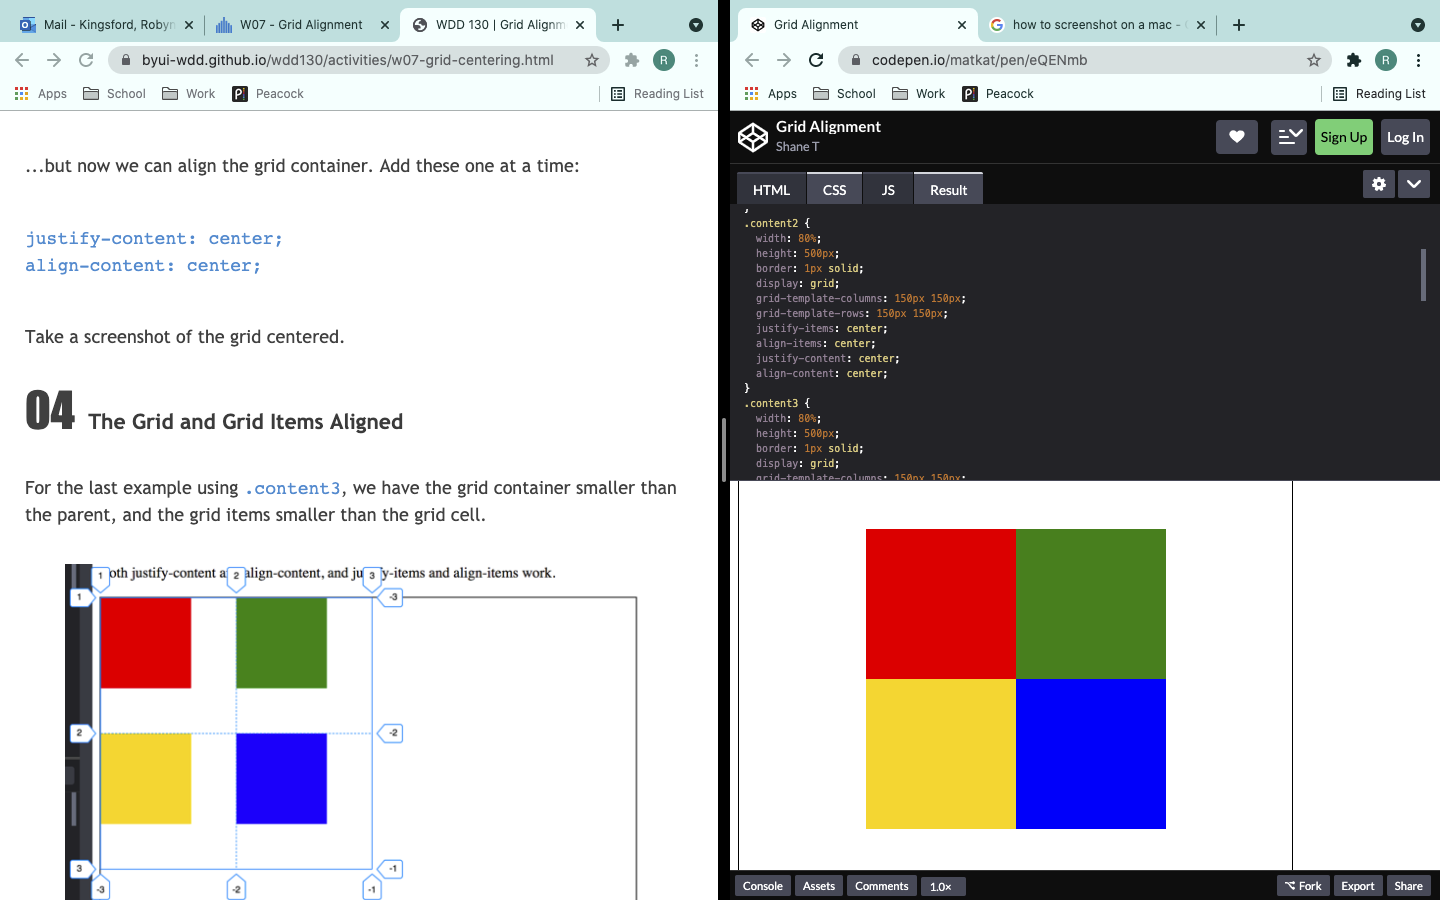 Mail - Kingsford, Robyn
W07 - Grid Alignment
WDD 130 | Grid Alignm
byui-wdd.github.io/wdd130/activities/w07-grid-centering.html
R
Apps
School
Work
Peacock
Reading List
...but now we can align the grid container. Add these one at a time:
justify-content: center;
align-content: center;
Take a screenshot of the grid centered.
04 The Grid and Grid Items Aligned
For the last example using .content3, we have the grid container smaller than
the parent, and the grid items smaller than the grid cell.
oth justify-content a align-content, and ju y-items and align-items work.
1 2 3
1 -3
2 -2
3 -1
-3 -2 -1
Grid Alignment
how to screenshot on a mac -
codepen.io/matkat/pen/eQENmb
R
Apps
School
Work
Peacock
Reading List
Grid Alignment
Shane T
Sign Up
Log In
HTML
CSS
JS
Result
}
.content2 {
width: 80%;
height: 500px;
border: 1px solid;
display: grid;
grid-template-columns: 150px 150px;
grid-template-rows: 150px 150px;
justify-items: center;
align-items: center;
justify-content: center;
align-content: center;
}
.content3 {
width: 80%;
height: 500px;
border: 1px solid;
display: grid;
grid-template-columns: 150px 150px;
Console
Assets
Comments
1.0×
Fork
Export
Share